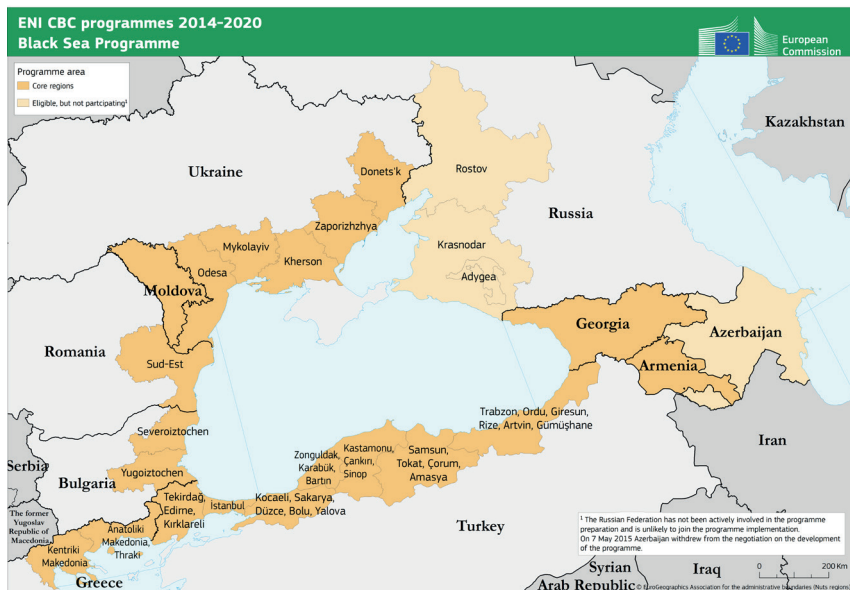 ENI CBC programmes 2014-2020
Black Sea Programme
European
Commission
Programme area
Core regions
Eligible, but not partcipating¹
Kazakhstan
Ukraine
Donets'k
Rostov
Zaporizhzhya
Russia
Mykolayiv
Krasnodar
Kherson
Odesa
Adygea
Moldova
Georgia
Azerbaijan
Romania
Sud-Est
Armenia
Trabzon, Ordu, Giresun,
Rize, Artvin, Gümüşhane
Severoiztochen
Iran
Zonguldak,
Karabük,
Bartın
Kastamonu,
Çankırı,
Sinop
Samsun,
Tokat, Çorum,
Amasya
Serbia
Yugoiztochen
Bulgaria
Tekirdağ,
Edirne,
Kırklareli
İstanbul
Kocaeli, Sakarya,
Düzce, Bolu, Yalova
The former
Yugoslav
Republic of
Macedonia
Anatoliki
Makedonia,
Thraki
Turkey
Kentriki
Makedonia
Greece
¹ The Russian Federation has not been actively involved in the programme
preparation and is unlikely to join the programme implementation.
On 7 May 2015 Azerbaijan withdrew from the negotiation on the development
of the programme.
Syrian
Arab Republic
Iraq
0 200 Km
© EuroGeographics Association for the administrative boundaries (Nuts regions)